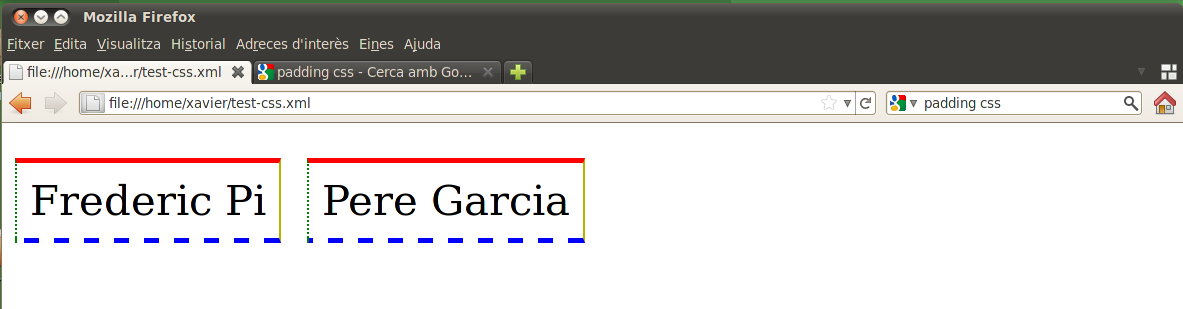 Mozilla Firefox
Fitxer Edita Visualitza Historial Adreces d'interès Eines Ajuda
file:///home/xa...r/test-css.xml padding css - Cerca amb Go...
file:///home/xavier/test-css.xml padding css
Frederic Pi Pere Garcia